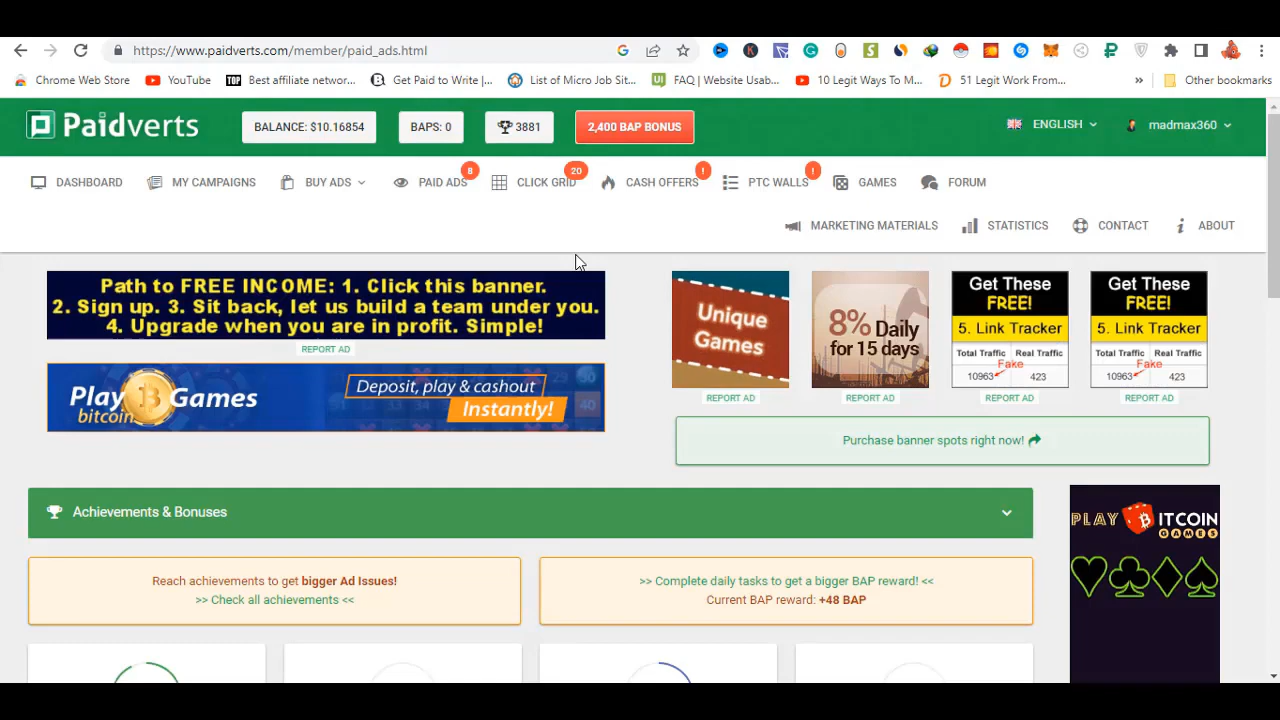 https://www.paidverts.com/member/paid_ads.html
Chrome Web Store
YouTube
TOP
Best affiliate networ...
Get Paid to Write |...
List of Micro Job Sit...
UI
FAQ | Website Usab...
10 Legit Ways To M...
51 Legit Work From...
»
Other bookmarks
Paidverts
BALANCE: $10.16854
BAPS: 0
3881
2,400 BAP BONUS
ENGLISH
madmax360
DASHBOARD
MY CAMPAIGNS
BUY ADS
PAID ADS
8
CLICK GRID
20
CASH OFFERS
!
PTC WALLS
!
GAMES
FORUM
MARKETING MATERIALS
STATISTICS
CONTACT
ABOUT
Path to FREE INCOME: 1. Click this banner.
2. Sign up. 3. Sit back, let us build a team under you.
4. Upgrade when you are in profit. Simple!
REPORT AD
Play
bitcoin
Games
Deposit, play & cashout
Instantly!
Unique
Games
REPORT AD
8% Daily
for 15 days
REPORT AD
Get These
FREE!
5. Link Tracker
Total Traffic Real Traffic
Fake
10963 423
REPORT AD
Get These
FREE!
5. Link Tracker
Total Traffic Real Traffic
Fake
10963 423
REPORT AD
Purchase banner spots right now!
Achievements & Bonuses
Reach achievements to get bigger Ad Issues!
>> Check all achievements <<
>> Complete daily tasks to get a bigger BAP reward! <<
Current BAP reward: +48 BAP
PLAY BITCOIN
GAMES